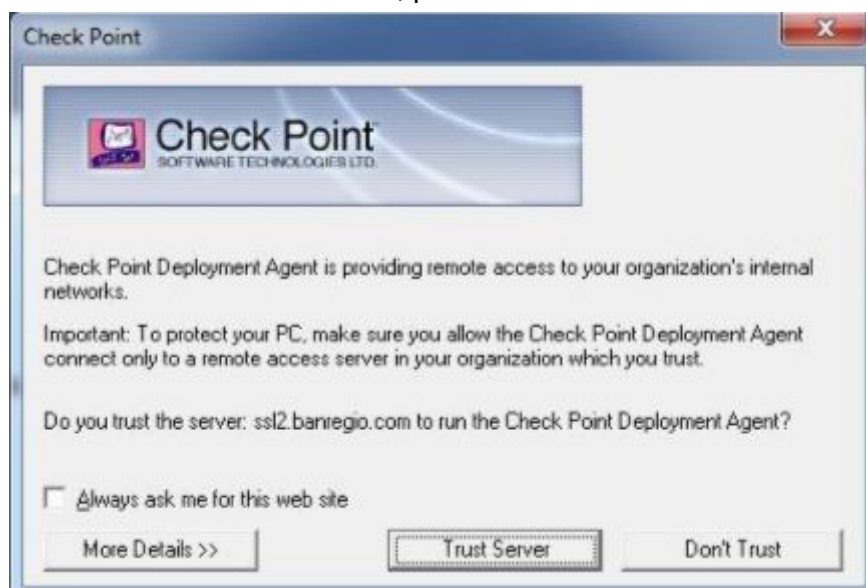 Check Point
Check Point
SOFTWARE TECHNOLOGIES LTD.
Check Point Deployment Agent is providing remote access to your organization's internal
networks.
Important: To protect your PC, make sure you allow the Check Point Deployment Agent
connect only to a remote access server in your organization which you trust.
Do you trust the server: ssl2.banregio.com to run the Check Point Deployment Agent?
Always ask me for this web site
More Details >>
Trust Server
Don't Trust